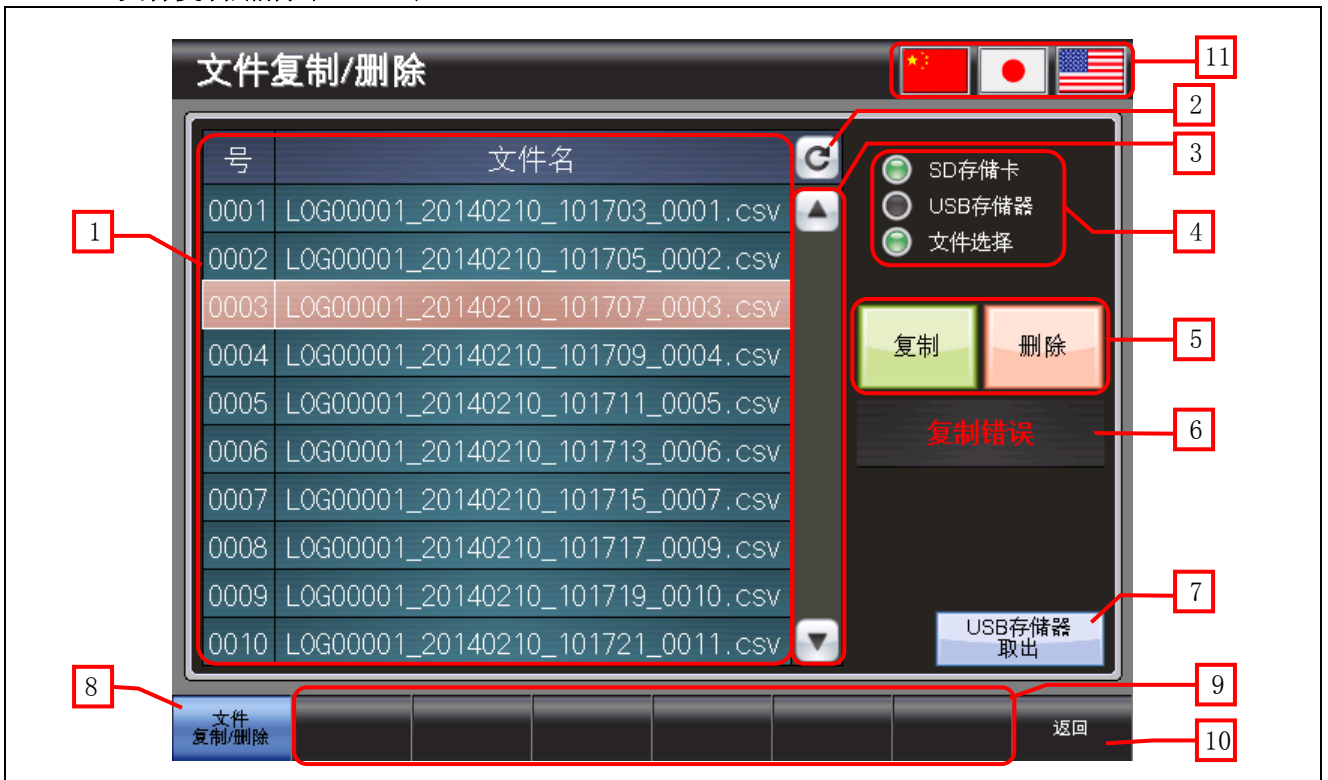 文件复制/删除
11
2
号 文件名
3
SD存储卡
0001 LOG00001_20140210_101703_0001.csv
USB存储器
1
4
0002 LOG00001_20140210_101705_0002.csv
文件选择
0003 LOG00001_20140210_101707_0003.csv
复制 删除
5
0004 LOG00001_20140210_101709_0004.csv
0005 LOG00001_20140210_101711_0005.csv
复制错误
6
0006 LOG00001_20140210_101713_0006.csv
0007 LOG00001_20140210_101715_0007.csv
0008 LOG00001_20140210_101717_0009.csv
0009 LOG00001_20140210_101719_0010.csv
7
USB存储器
取出
0010 LOG00001_20140210_101721_0011.csv
8
9
文件
复制/删除
返回
10